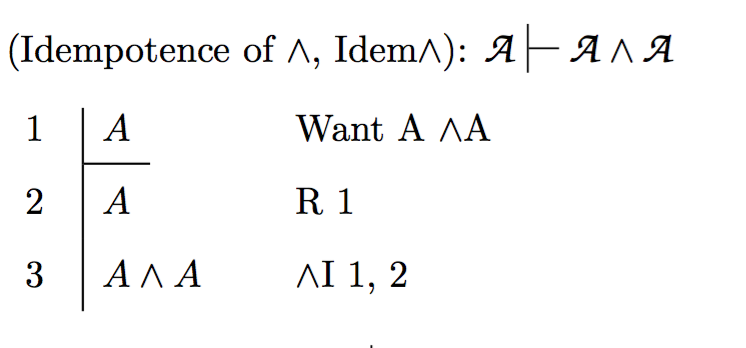 (Idempotence of ∧, Idem∧): 𝒜 ⊢ 𝒜 ∧ 𝒜
1 A Want A ∧A
2 A R 1
3 A ∧ A ∧I 1, 2